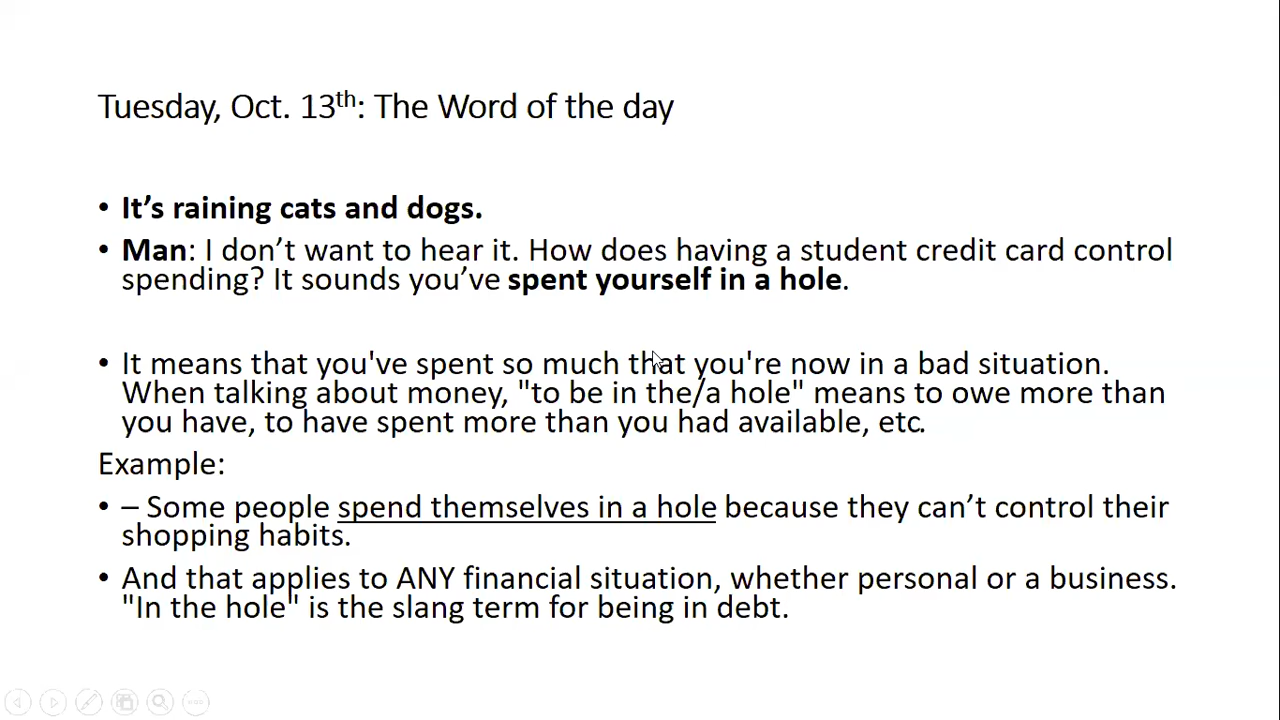 Tuesday, Oct. 13th: The Word of the day
• It’s raining cats and dogs.
• Man: I don’t want to hear it. How does having a student credit card control
spending? It sounds you’ve spent yourself in a hole.
• It means that you've spent so much that you're now in a bad situation.
When talking about money, "to be in the/a hole" means to owe more than
you have, to have spent more than you had available, etc.
Example:
• – Some people spend themselves in a hole because they can’t control their
shopping habits.
• And that applies to ANY financial situation, whether personal or a business.
"In the hole" is the slang term for being in debt.